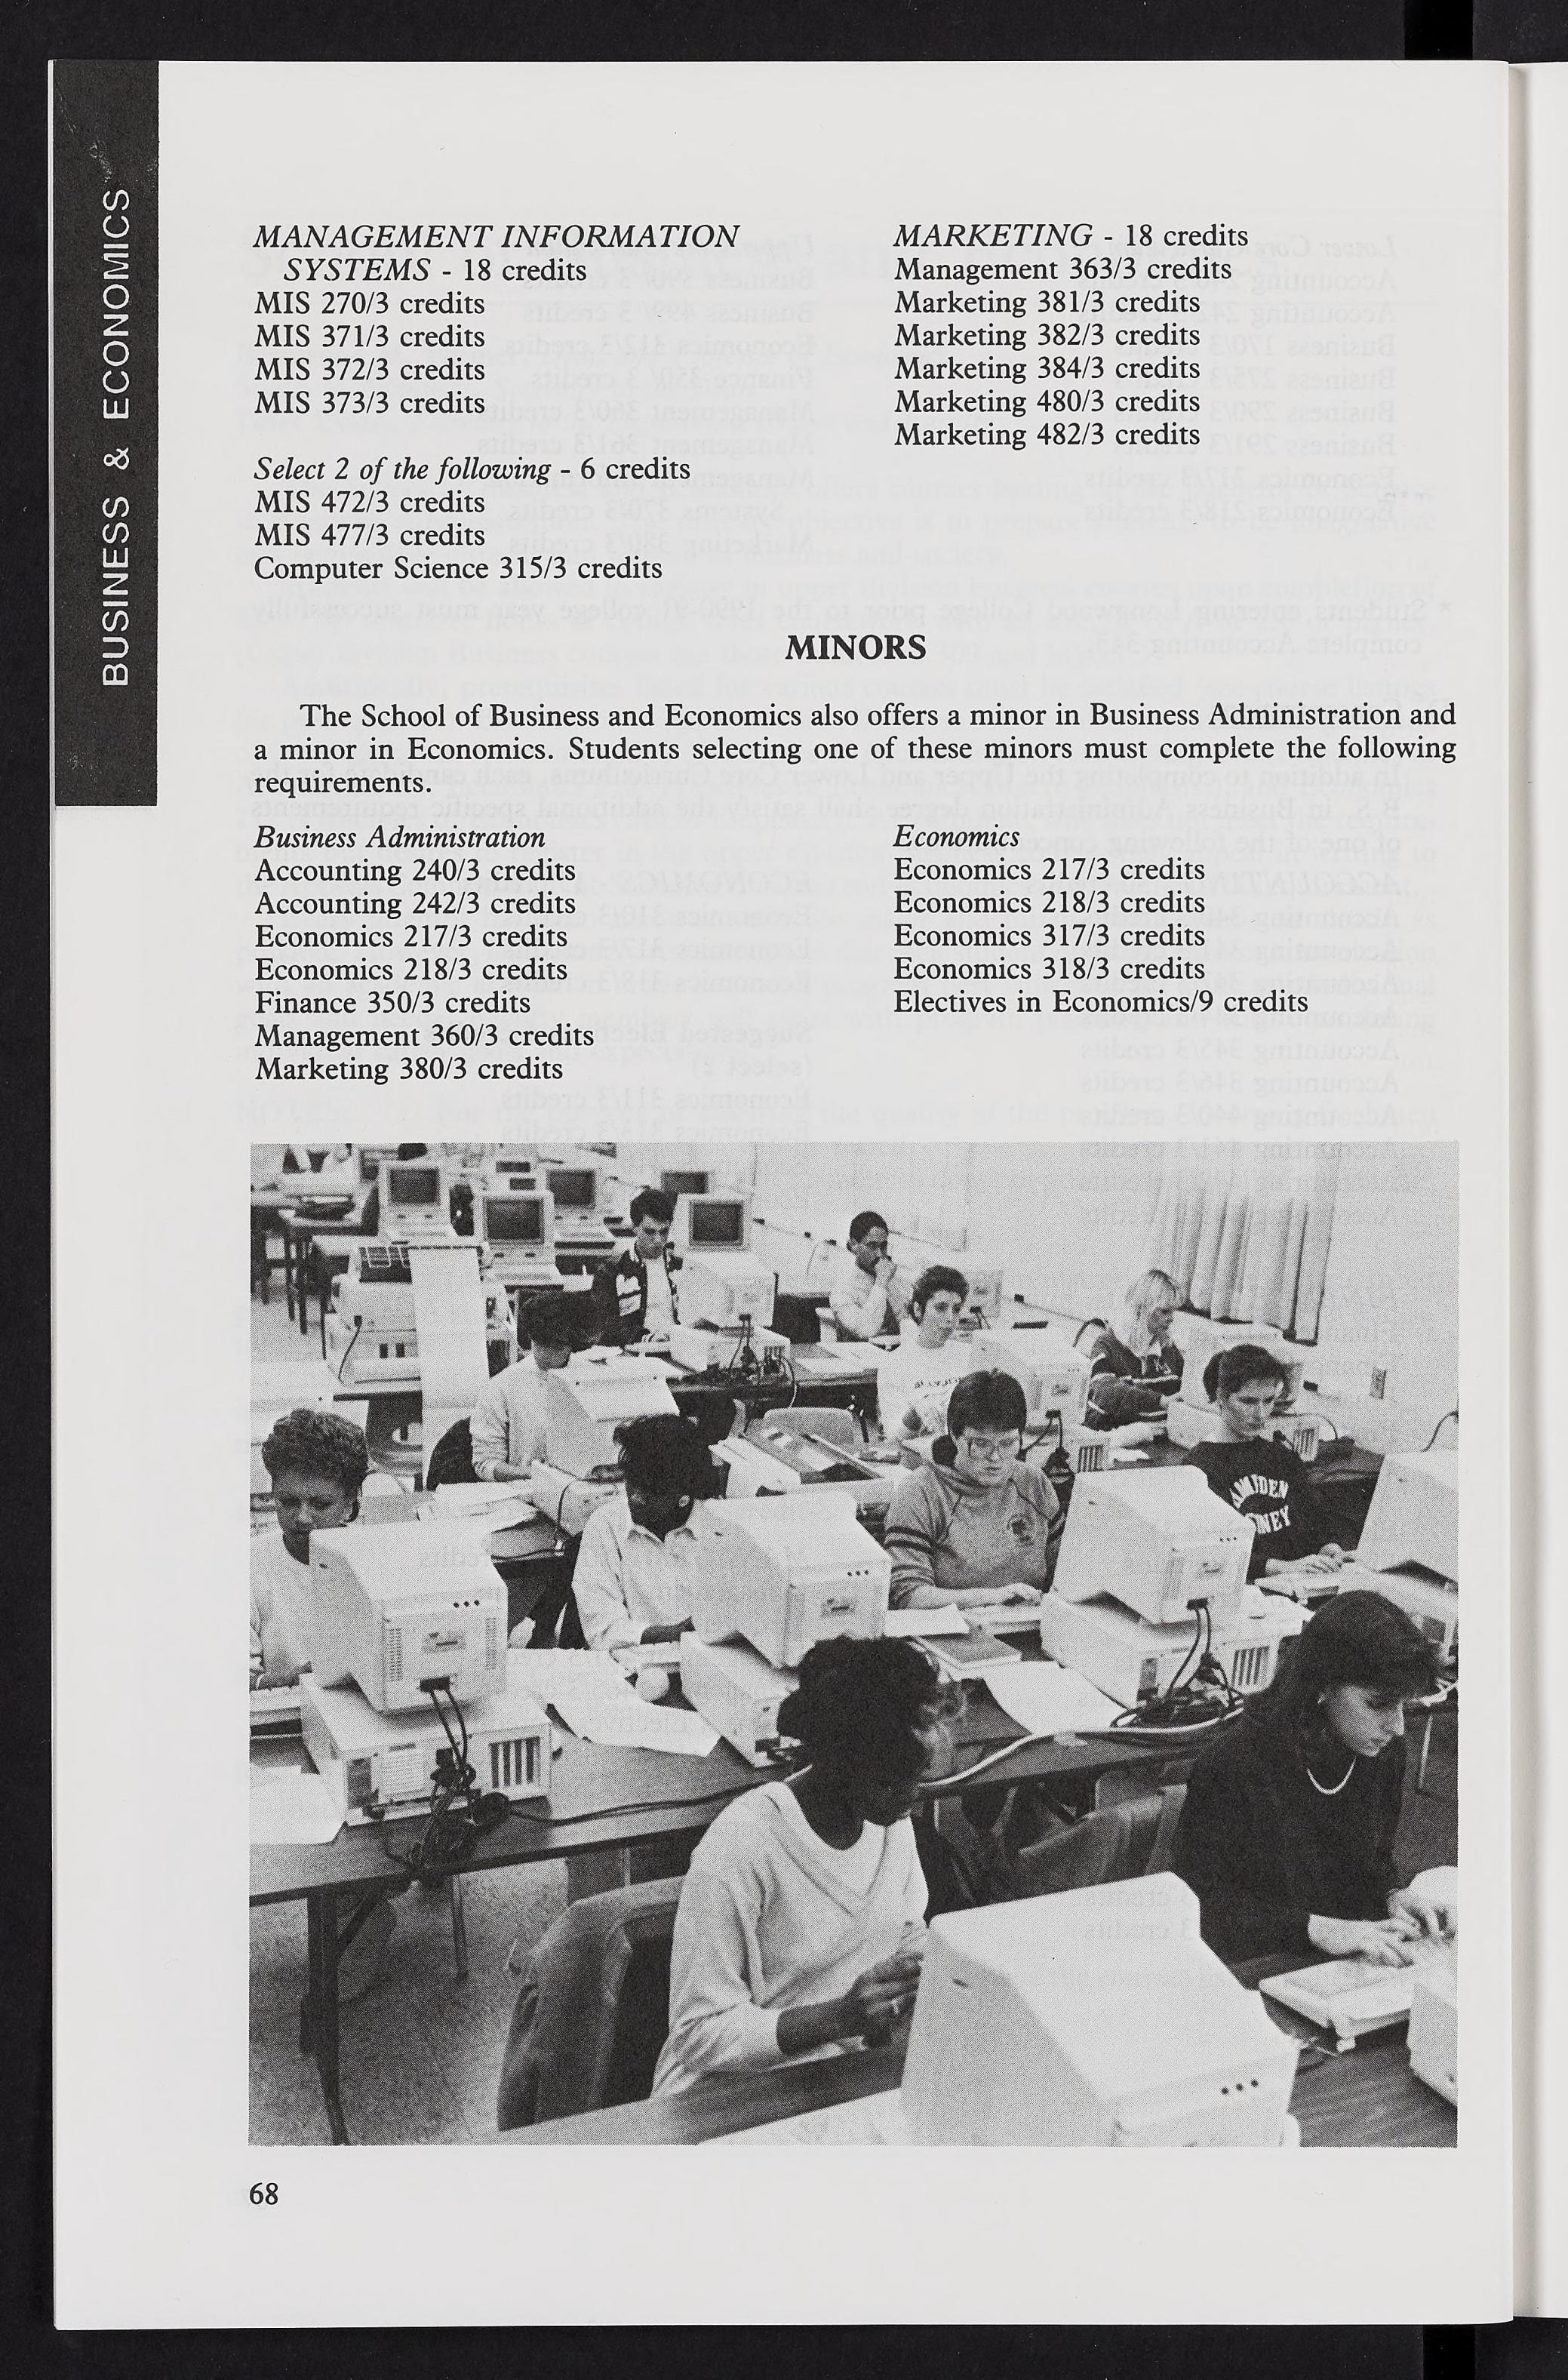 BUSINESS & ECONOMICS
MANAGEMENT INFORMATION
SYSTEMS - 18 credits
MIS 270/3 credits
MIS 371/3 credits
MIS 372/3 credits
MIS 373/3 credits
Select 2 of the following - 6 credits
MIS 472/3 credits
MIS 477/3 credits
Computer Science 315/3 credits
MARKETING - 18 credits
Management 363/3 credits
Marketing 381/3 credits
Marketing 382/3 credits
Marketing 384/3 credits
Marketing 480/3 credits
Marketing 482/3 credits
MINORS
The School of Business and Economics also offers a minor in Business Administration and
a minor in Economics. Students selecting one of these minors must complete the following
requirements.
Business Administration
Accounting 240/3 credits
Accounting 242/3 credits
Economics 217/3 credits
Economics 218/3 credits
Finance 350/3 credits
Management 360/3 credits
Marketing 380/3 credits
Economics
Economics 217/3 credits
Economics 218/3 credits
Economics 317/3 credits
Economics 318/3 credits
Electives in Economics/9 credits
68